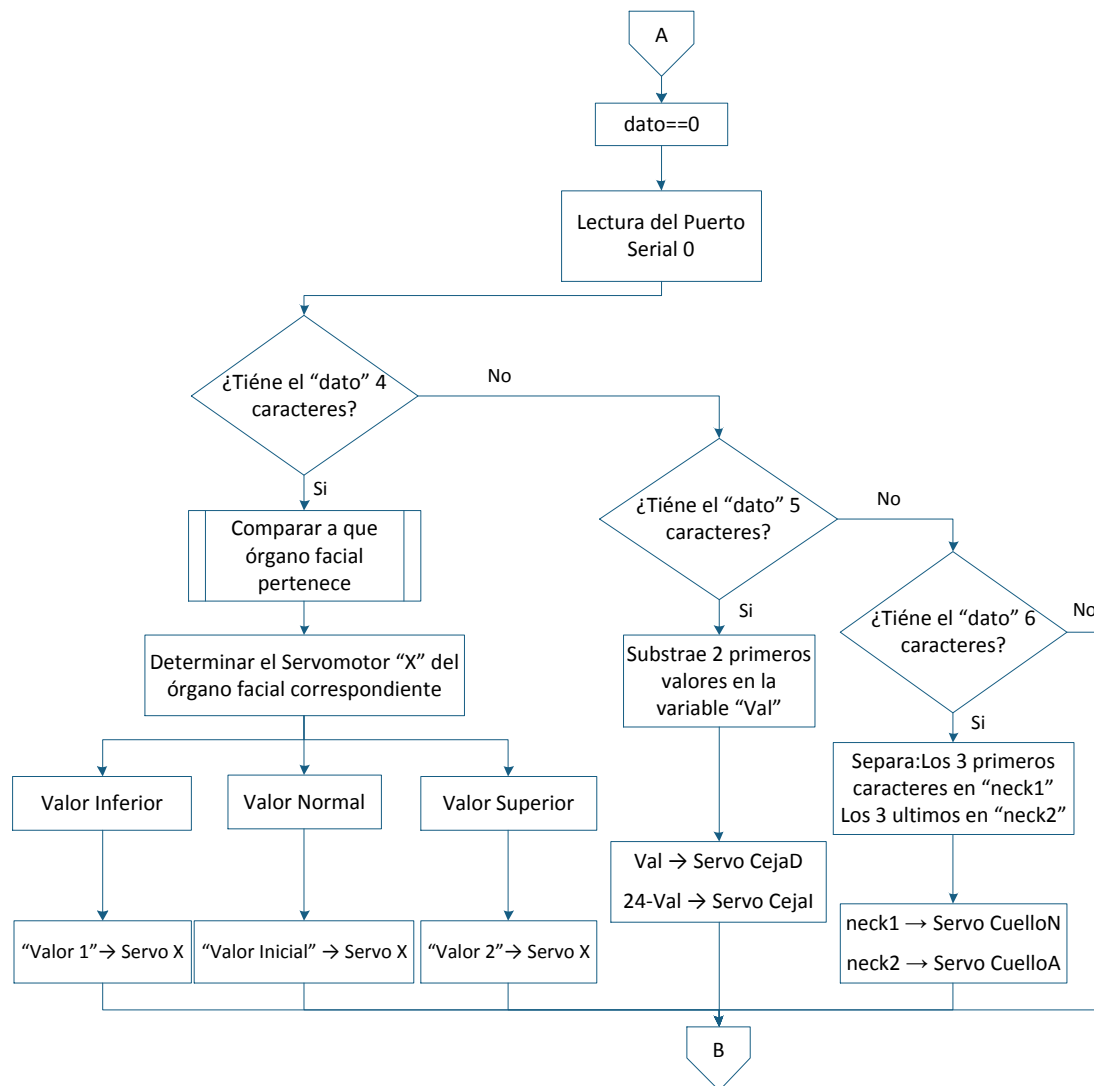 A
dato==0
Lectura del Puerto
Serial 0
¿Tiéne el “dato” 4
caracteres?
No
Si
Comparar a que
órgano facial
pertenece
Determinar el Servomotor “X” del
órgano facial correspondiente
Valor Inferior
Valor Normal
Valor Superior
“Valor 1”→ Servo X
“Valor Inicial” → Servo X
“Valor 2”→ Servo X
¿Tiéne el “dato” 5
caracteres?
No
Si
Substrae 2 primeros
valores en la
variable “Val”
Val → Servo CejaD
24-Val → Servo CejaI
¿Tiéne el “dato” 6
caracteres?
No
Si
Separa:Los 3 primeros
caracteres en “neck1”
Los 3 ultimos en “neck2”
neck1 → Servo CuelloN
neck2 → Servo CuelloA
B